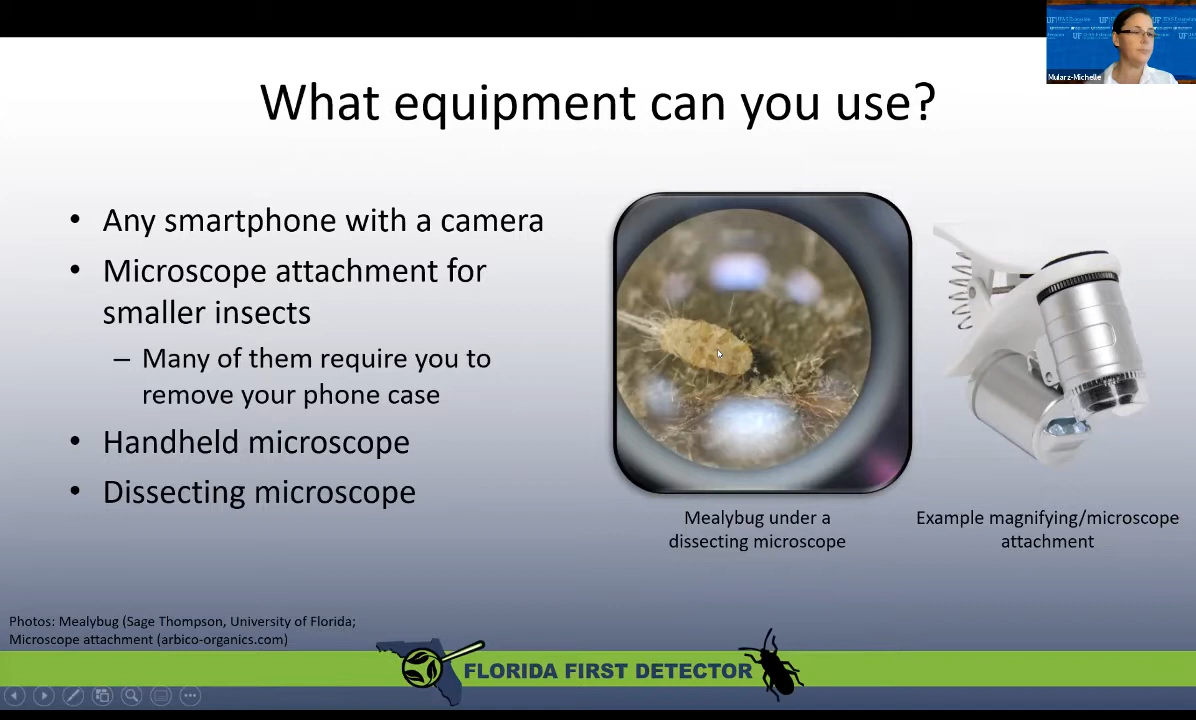 Mularz-Michelle
What equipment can you use?
• Any smartphone with a camera
• Microscope attachment for
smaller insects
– Many of them require you to
remove your phone case
• Handheld microscope
• Dissecting microscope
Mealybug under a
dissecting microscope
Example magnifying/microscope
attachment
Photos: Mealybug (Sage Thompson, University of Florida;
Microscope attachment (arbico-organics.com)
FLORIDA FIRST DETECTOR